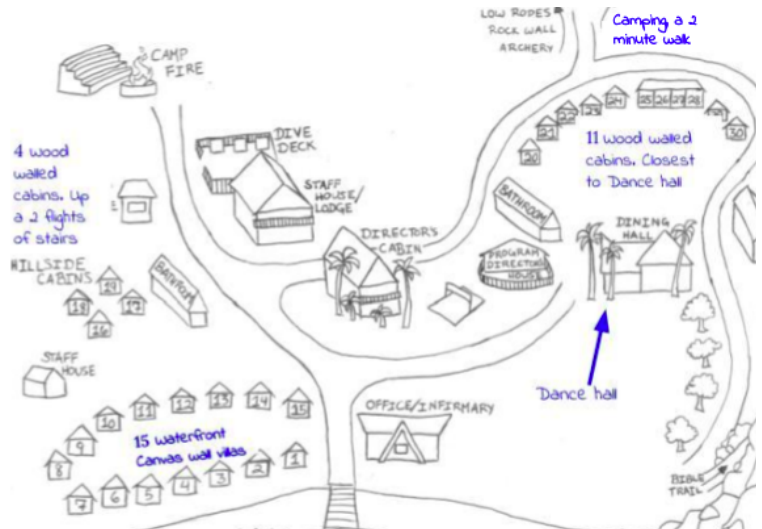 LOW RODES
ROCK WALL
ARCHERY
Camping, a 2
minute walk
CAMP
FIRE
DIVE
DECK
STAFF
HOUSE/
LODGE
4 wood
walled
cabins. Up
a 2 flights
of stairs
HILLSIDE
CABINS
BATHROOM
19
18
17
16
STAFF
HOUSE
DIRECTOR'S
CABIN
20
21
22
23
24
25 26 27 28
30
11 wood walled
cabins. Closest
to Dance hall
BATHROOM
PROGRAM
DIRECTORS
HOUSE
DINING
HALL
Dance hall
OFFICE/INFIRMARY
BIBLE
TRAIL
10
11
12
13
14
15
9
8
7
6
5
4
3
2
1
15 waterfront
Canvas wall villas